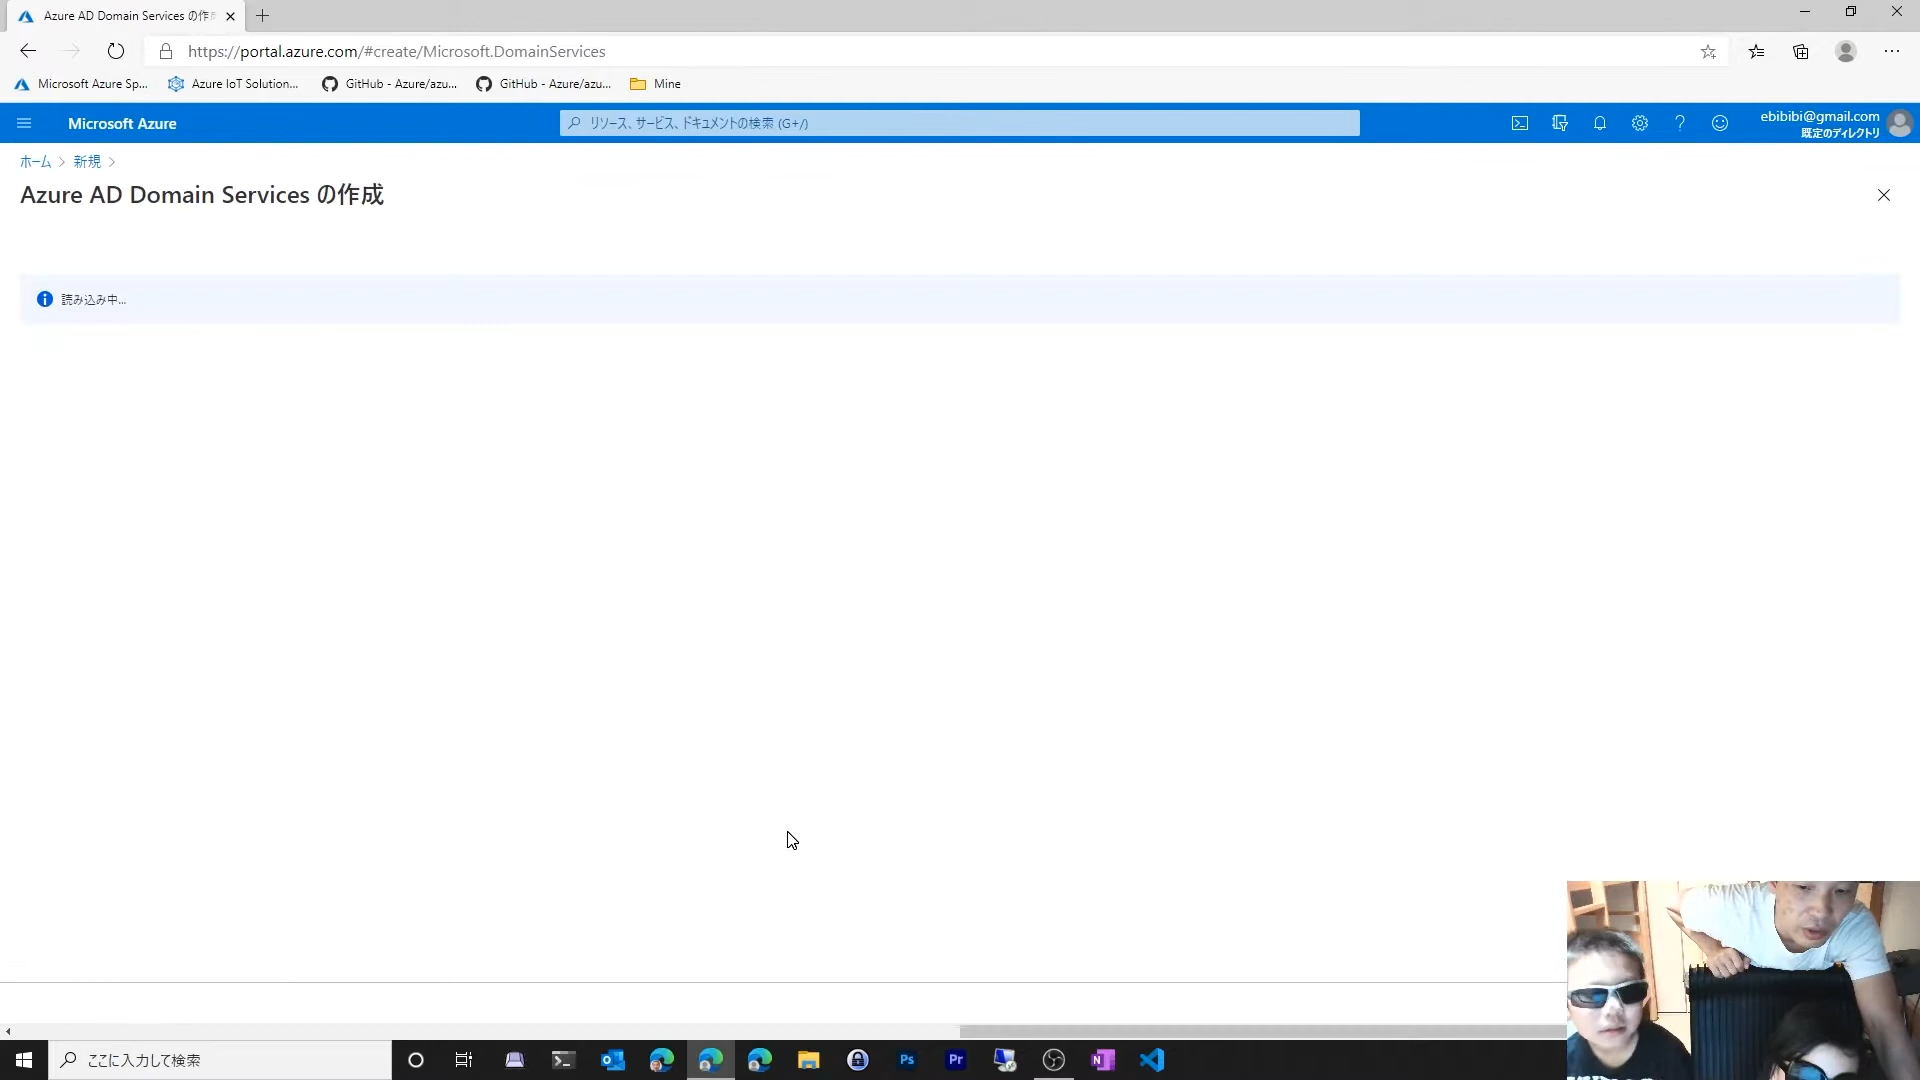 Azure AD Domain Services の作成
https://portal.azure.com/#create/Microsoft.DomainServices
Microsoft Azure Sp...
Azure IoT Solution...
GitHub - Azure/azu...
GitHub - Azure/azu...
Mine
Microsoft Azure
リソース、サービス、ドキュメントの検索 (G+/)
ebibibi@gmail.com
既定のディレクトリ
ホーム > 新規 >
Azure AD Domain Services の作成
読み込み中...
ここに入力して検索
Ps
Pr